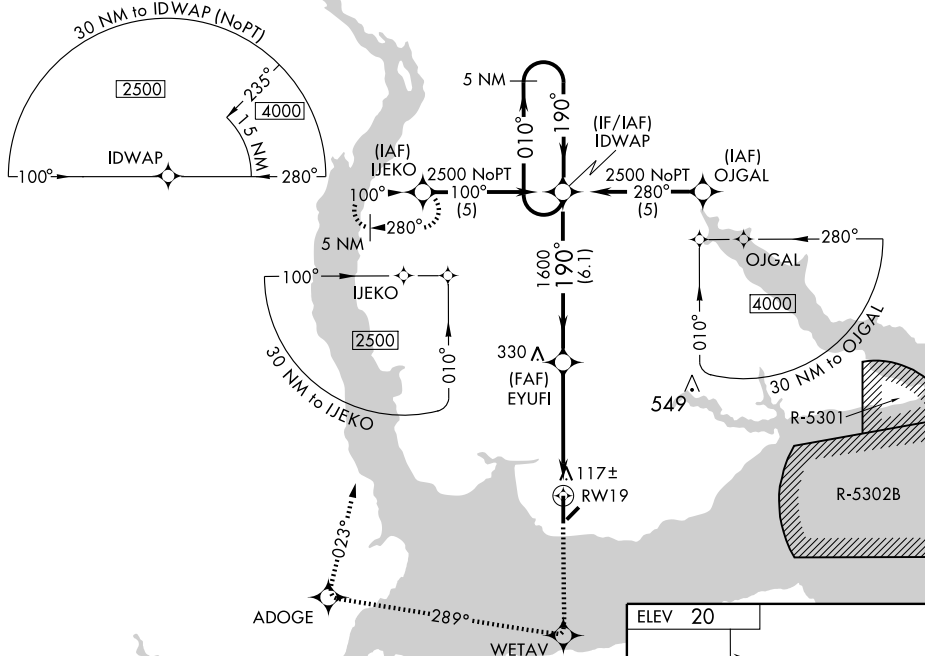 30 NM to IDWAP (NoPT)
2500
235°
4000
15 NM
IDWAP
100°
280°
5 NM
010°
190°
(IF/IAF)
IDWAP
(IAF)
IJEKO
2500 NoPT
100°
(5)
100°
280°
5 NM
2500 NoPT
280°
(5)
(IAF)
OJGAL
1600
190°
(6.1)
100°
IJEKO
2500
010°
30 NM to IJEKO
280°
OJGAL
4000
010°
30 NM to OJGAL
330
(FAF)
EYUFI
549
R-5301
R-5302B
117±
RW19
023°
ADOGE
289°
WETAV
ELEV 20